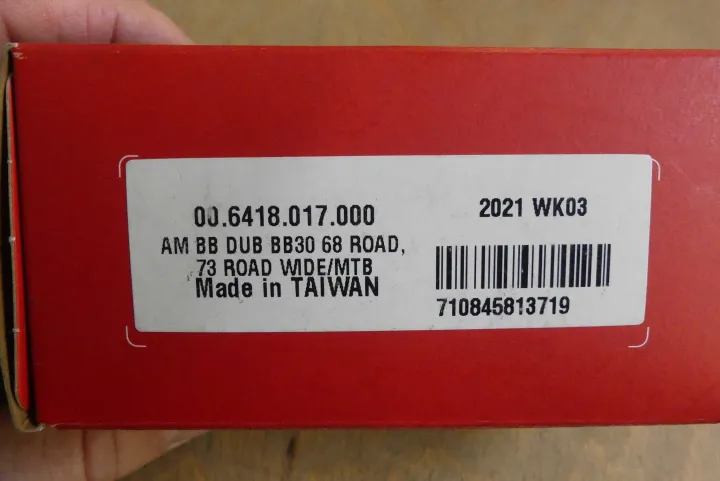 00.6418.017.000
2021 WK03
AM BB DUB BB30 68 ROAD,
73 ROAD WIDE/MTB
Made in TAIWAN
710845813719